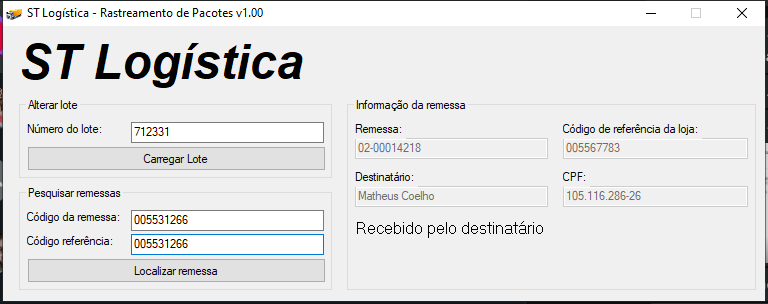 ST Logística - Rastreamento de Pacotes v1.00
ST Logística
Alterar lote
Número do lote: 712331
Carregar Lote
Pesquisar remessas
Código da remessa: 005531266
Código referência: 005531266
Localizar remessa
Informação da remessa
Remessa: Código de referência da loja:
02-00014218 005567783
Destinatário: CPF:
Matheus Coelho 105.116.286-26
Recebido pelo destinatário